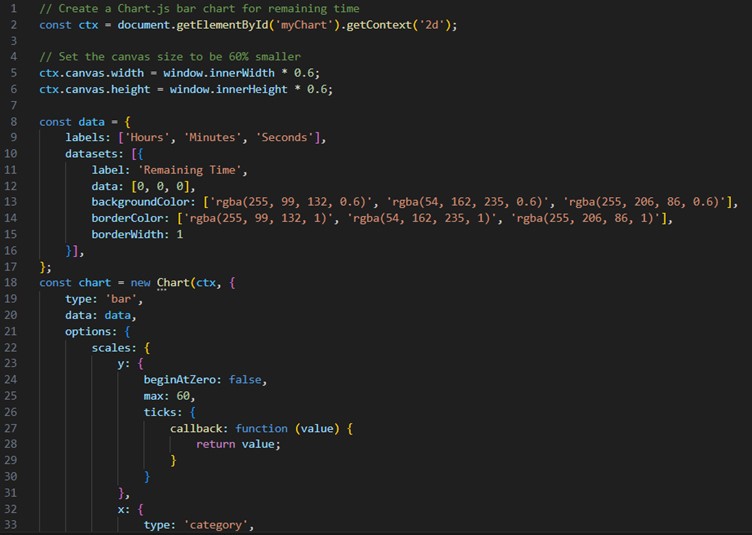 1 // Create a Chart.js bar chart for remaining time
2 const ctx = document.getElementById('myChart').getContext('2d');
3
4 // Set the canvas size to be 60% smaller
5 ctx.canvas.width = window.innerWidth * 0.6;
6 ctx.canvas.height = window.innerHeight * 0.6;
7
8 const data = {
9     labels: ['Hours', 'Minutes', 'Seconds'],
10     datasets: [{
11         label: 'Remaining Time',
12         data: [0, 0, 0],
13         backgroundColor: ['rgba(255, 99, 132, 0.6)', 'rgba(54, 162, 235, 0.6)', 'rgba(255, 206, 86, 0.6)'],
14         borderColor: ['rgba(255, 99, 132, 1)', 'rgba(54, 162, 235, 1)', 'rgba(255, 206, 86, 1)'],
15         borderWidth: 1
16     }],
17 };
18 const chart = new Chart(ctx, {
19     type: 'bar',
20     data: data,
21     options: {
22         scales: {
23             y: {
24                 beginAtZero: false,
25                 max: 60,
26                 ticks: {
27                     callback: function (value) {
28                         return value;
29                     }
30                 }
31             },
32             x: {
33                 type: 'category',